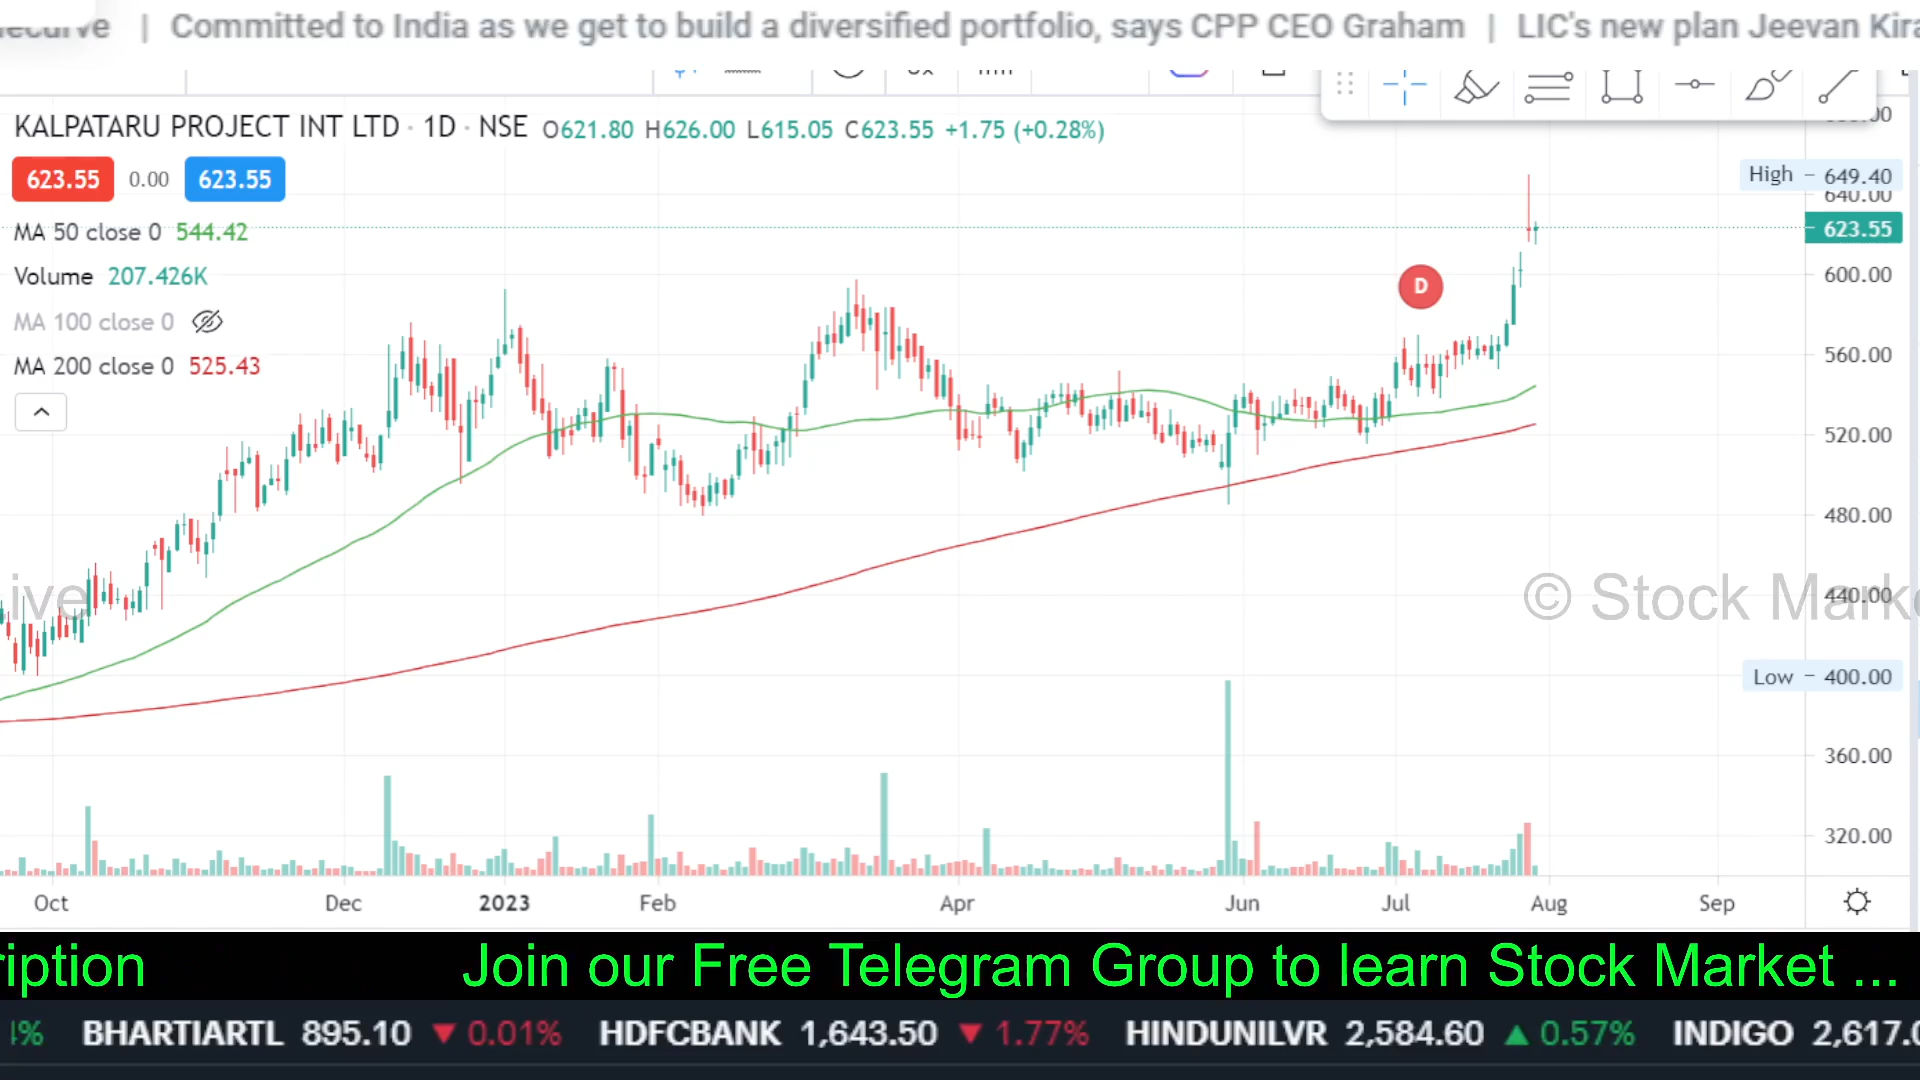 Committed to India as we get to build a diversified portfolio, says CPP CEO Graham | LIC's new plan Jeevan
KALPATARU PROJECT INT LTD · 1D · NSE O621.80 H626.00 L615.05 C623.55 +1.75 (+0.28%)
623.55 0.00 623.55
MA 50 close 0 544.42
Volume 207.426K
MA 100 close 0
MA 200 close 0 525.43
D
High 649.40
640.00
623.55
600.00
560.00
520.00
480.00
440.00
Low 400.00
360.00
320.00
ive
© Stock Mark
Oct Dec 2023 Feb Apr Jun Jul Aug Sep
ription Join our Free Telegram Group to learn Stock Market ...
BHARTIARTL 895.10 ▼ 0.01% HDFCBANK 1,643.50 ▼ 1.77% HINDUNILVR 2,584.60 ▲ 0.57% INDIGO 2,617.0